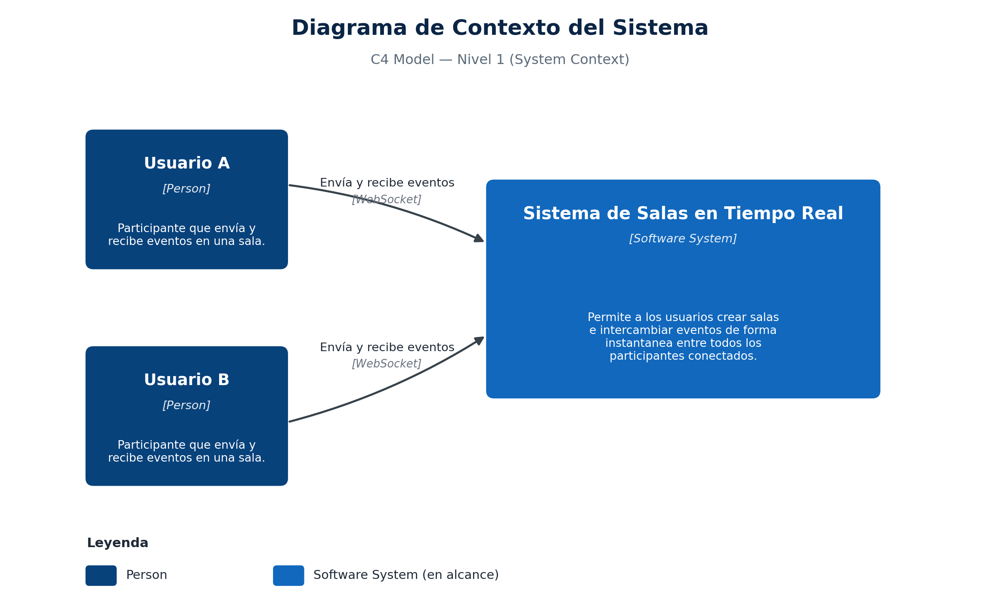 Diagrama de Contexto del Sistema
C4 Model — Nivel 1 (System Context)
Usuario A
[Person]
Participante que envía y
recibe eventos en una sala.
Envía y recibe eventos
[WebSocket]
Sistema de Salas en Tiempo Real
[Software System]
Permite a los usuarios crear salas
e intercambiar eventos de forma
instantanea entre todos los
participantes conectados.
Usuario B
[Person]
Participante que envía y
recibe eventos en una sala.
Envía y recibe eventos
[WebSocket]
Leyenda
Person
Software System (en alcance)